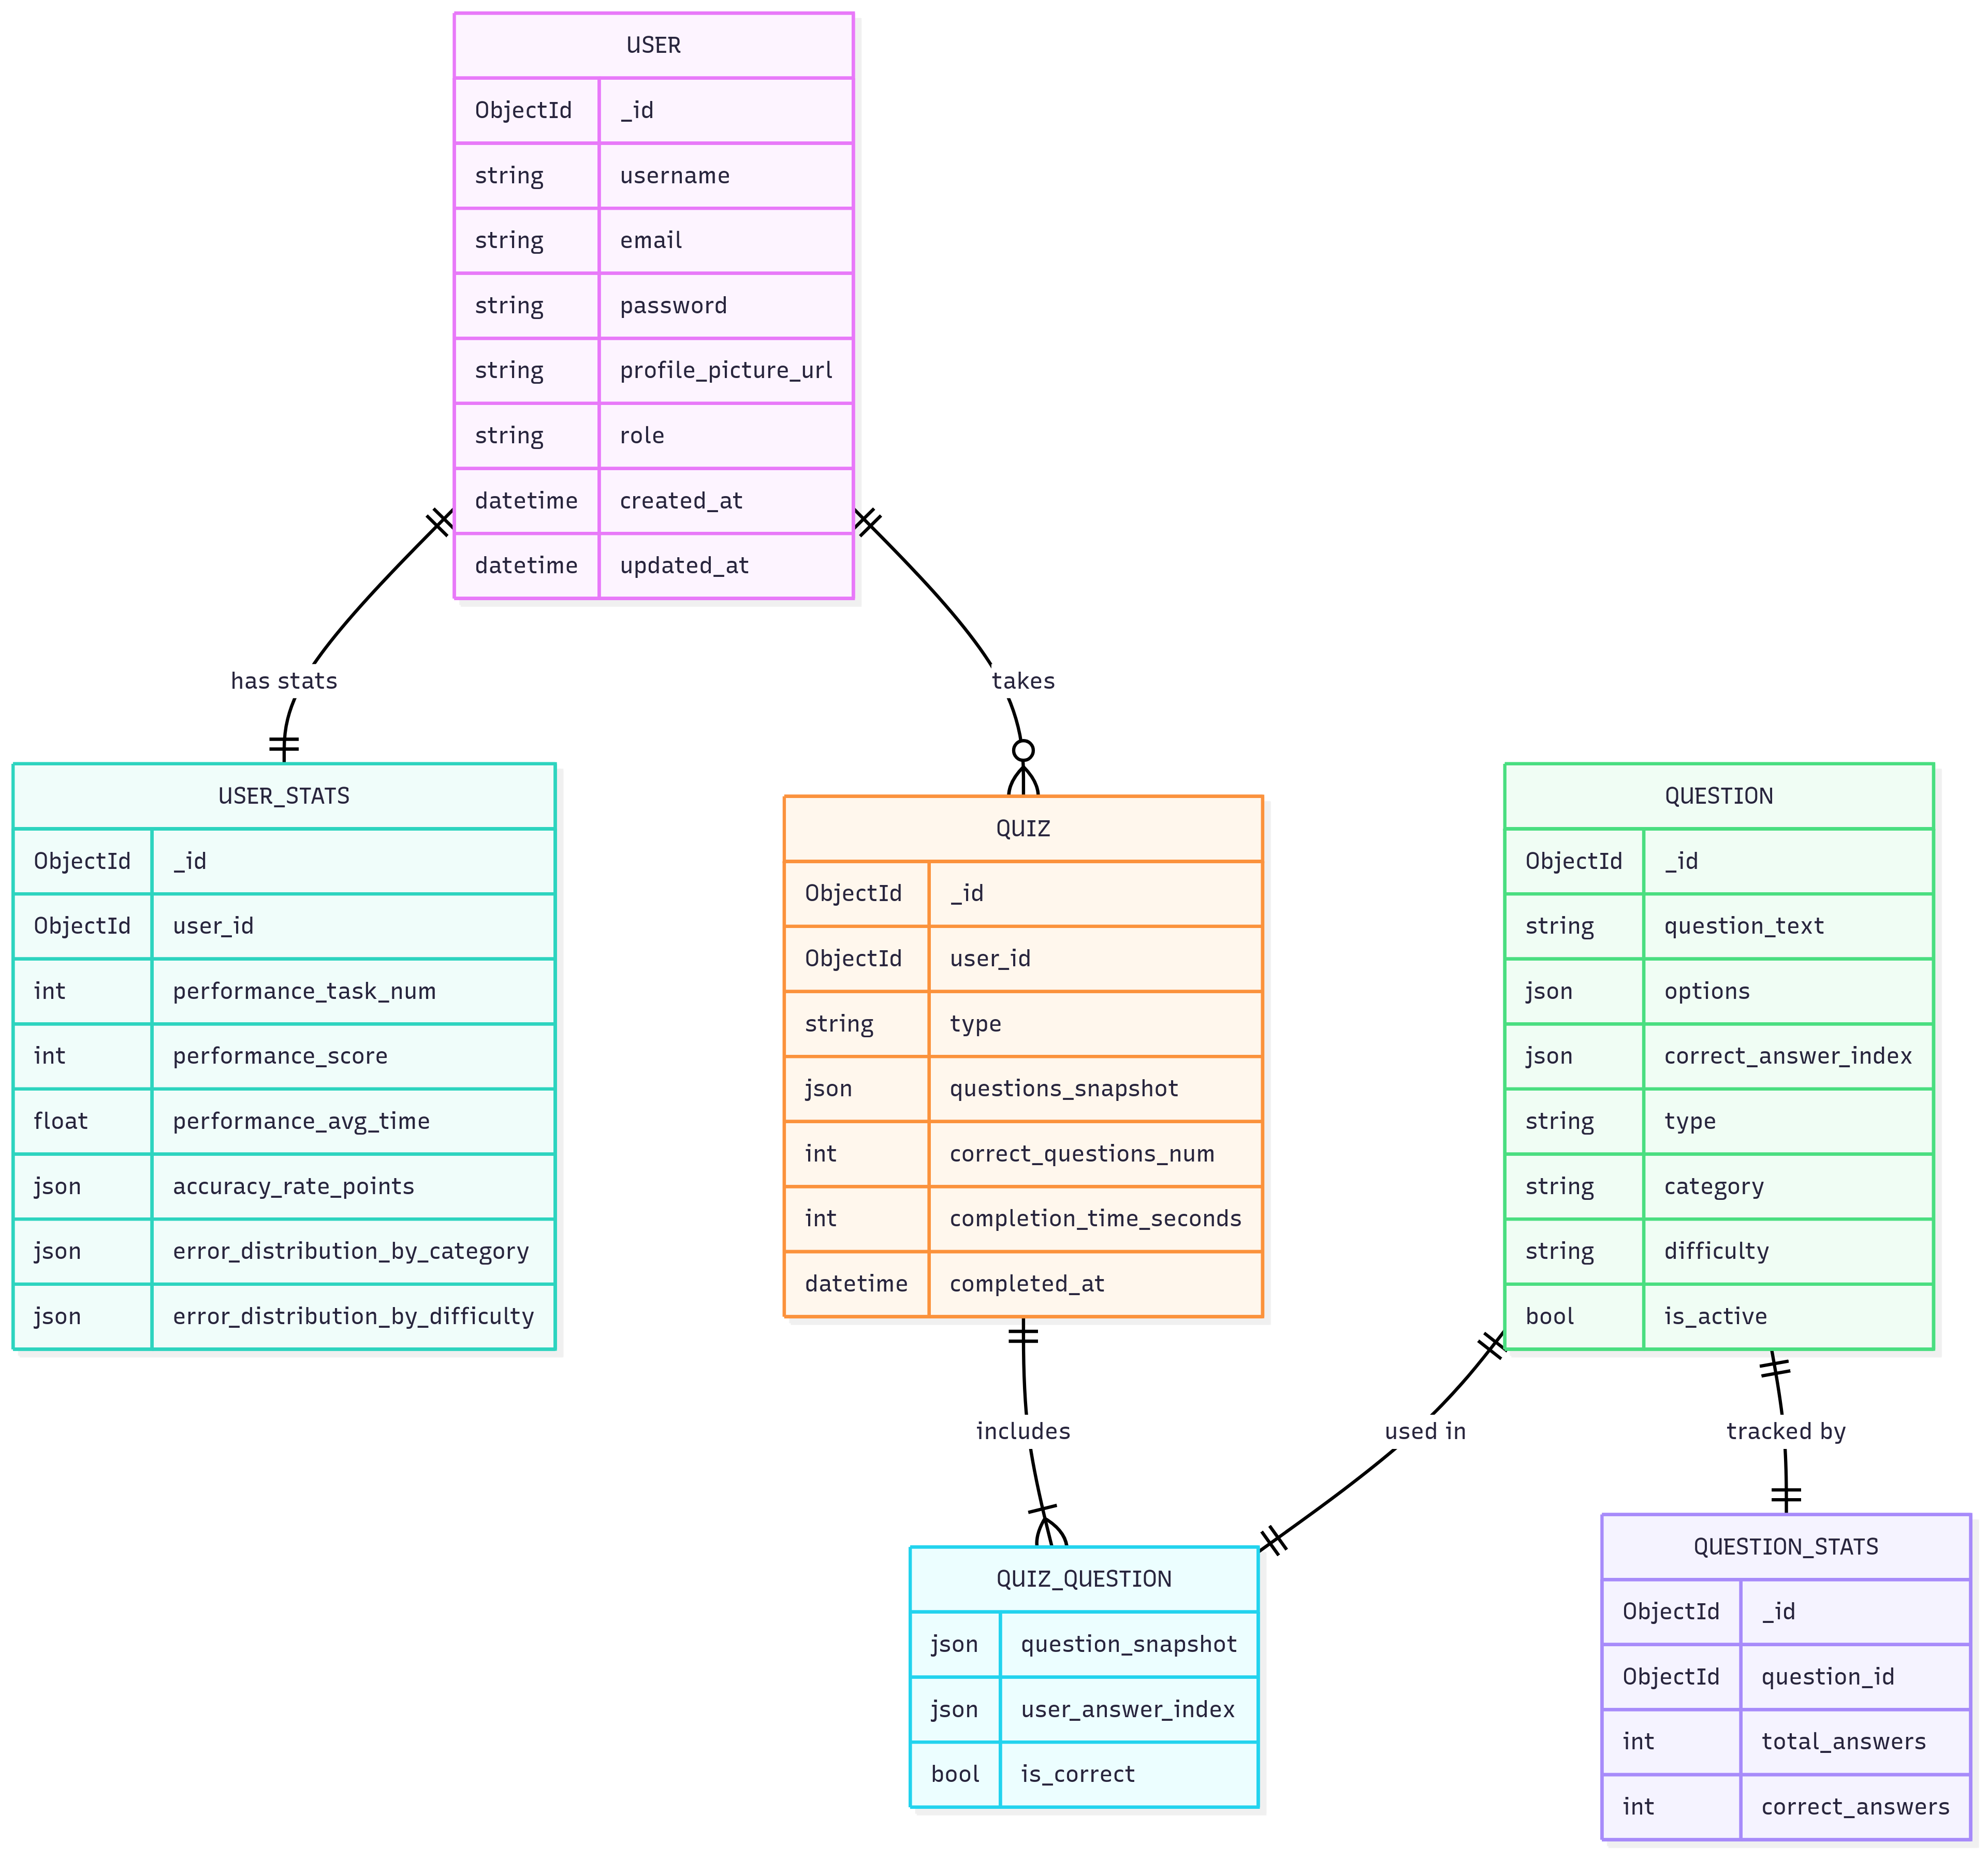 USER
ObjectId _id
string username
string email
string password
string profile_picture_url
string role
datetime created_at
datetime updated_at
has stats
takes
USER_STATS
ObjectId _id
ObjectId user_id
int performance_task_num
int performance_score
float performance_avg_time
json accuracy_rate_points
json error_distribution_by_category
json error_distribution_by_difficulty
QUIZ
ObjectId _id
ObjectId user_id
string type
json questions_snapshot
int correct_questions_num
int completion_time_seconds
datetime completed_at
QUESTION
ObjectId _id
string question_text
json options
json correct_answer_index
string type
string category
string difficulty
bool is_active
includes
used in
tracked by
QUIZ_QUESTION
json question_snapshot
json user_answer_index
bool is_correct
QUESTION_STATS
ObjectId _id
ObjectId question_id
int total_answers
int correct_answers